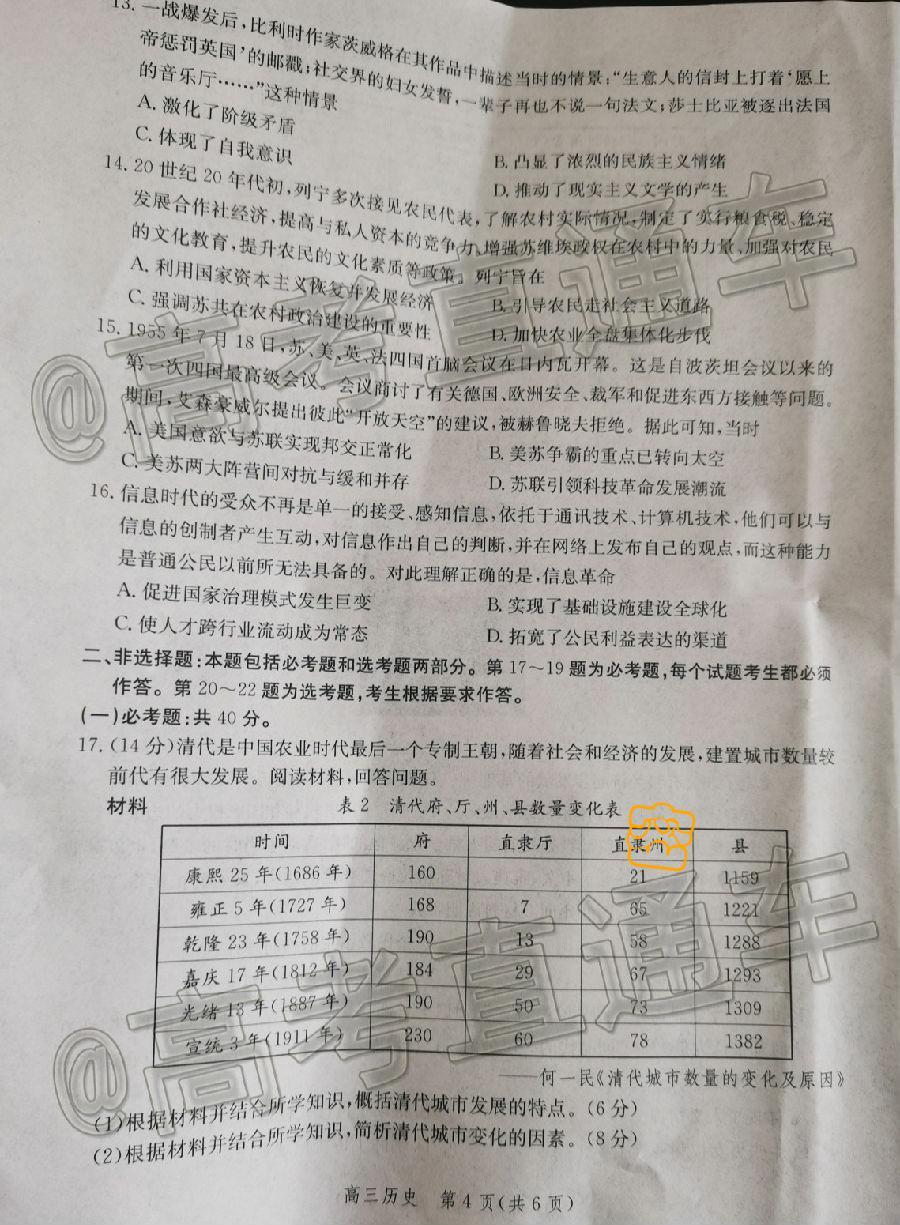 13. 一战爆发后,比利时作家茨威格在其作品中描述当时的情景:“生意人的信封上打着‘愿上
帝惩罚英国’的邮戳;社交界的妇女发誓,一辈子再也不说一句法文;莎士比亚被逐出法国
的音乐厅……”这种情景
A. 激化了阶级矛盾
B. 凸显了浓烈的民族主义情绪
C. 体现了自我意识
D. 推动了现实主义文学的产生
14. 20 世纪 20 年代初,列宁多次接见农民代表,了解农村实际情况,制定了实行粮食税、稳定
发展合作社经济,提高与私人资本的竞争力,增强苏维埃政权在农村中的力量、加强对农民
的文化教育,提升农民的文化素质等政策。列宁旨在
A. 利用国家资本主义恢复并发展经济
B. 引导农民走社会主义道路
C. 强调苏共在农村政治建设的重要性
D. 加快农业全盘集体化步伐
15. 1955 年 7 月 18 日,苏、美、英、法四国首脑会议在日内瓦开幕。这是自波茨坦会议以来的
第一次四国最高级会议。会议商讨了有关德国、欧洲安全、裁军和促进东西方接触等问题。
期间,艾森豪威尔提出彼此“开放天空”的建议,被赫鲁晓夫拒绝。据此可知,当时
A. 美国意欲与苏联实现邦交正常化
B. 美苏争霸的重点已转向太空
C. 美苏两大阵营间对抗与缓和并存
D. 苏联引领科技革命发展潮流
16. 信息时代的受众不再是单一的接受、感知信息,依托于通讯技术、计算机技术,他们可以与
信息的创制者产生互动,对信息作出自己的判断,并在网络上发布自己的观点,而这种能力
是普通公民以前所无法具备的。对此理解正确的是,信息革命
A. 促进国家治理模式发生巨变
B. 实现了基础设施建设全球化
C. 使人才跨行业流动成为常态
D. 拓宽了公民利益表达的渠道
二、非选择题:本题包括必考题和选考题两部分。第 17~19 题为必考题,每个试题考生都必须
作答。第 20~22 题为选考题,考生根据要求作答。
(一)必考题:共 40 分。
17. (14 分)清代是中国农业时代最后一个专制王朝,随着社会和经济的发展,建置城市数量较
前代有很大发展。阅读材料,回答问题。
材料 表 2 清代府、厅、州、县数量变化表
时间 府 直隶厅 直隶州 县
康熙 25 年(1686 年) 160 21 1159
雍正 5 年(1727 年) 168 7 65 1221
乾隆 23 年(1758 年) 190 13 58 1288
嘉庆 17 年(1812 年) 184 29 67 1293
光绪 13 年(1887 年) 190 50 73 1309
宣统 3 年(1911 年) 230 60 78 1382
——何一民《清代城市数量的变化及原因》
(1)根据材料并结合所学知识,概括清代城市发展的特点。(6 分)
(2)根据材料并结合所学知识,简析清代城市变化的因素。(8 分)
高三历史 第 4 页(共 6 页)
@高考直通车
@高考直通车